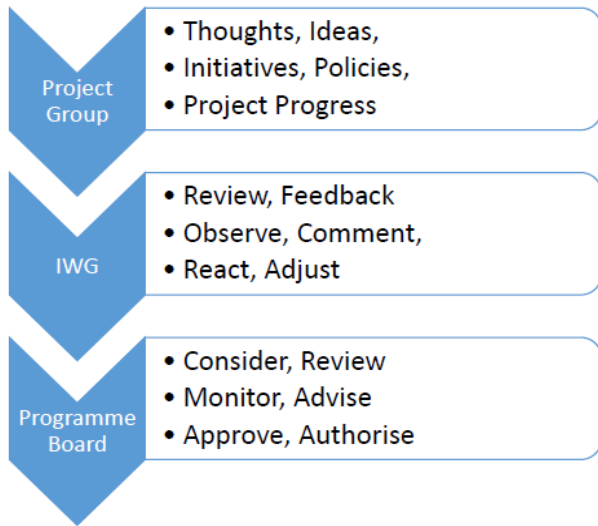 Project
Group
• Thoughts, Ideas,
• Initiatives, Policies,
• Project Progress
IWG
• Review, Feedback
• Observe, Comment,
• React, Adjust
Programme
Board
• Consider, Review
• Monitor, Advise
• Approve, Authorise